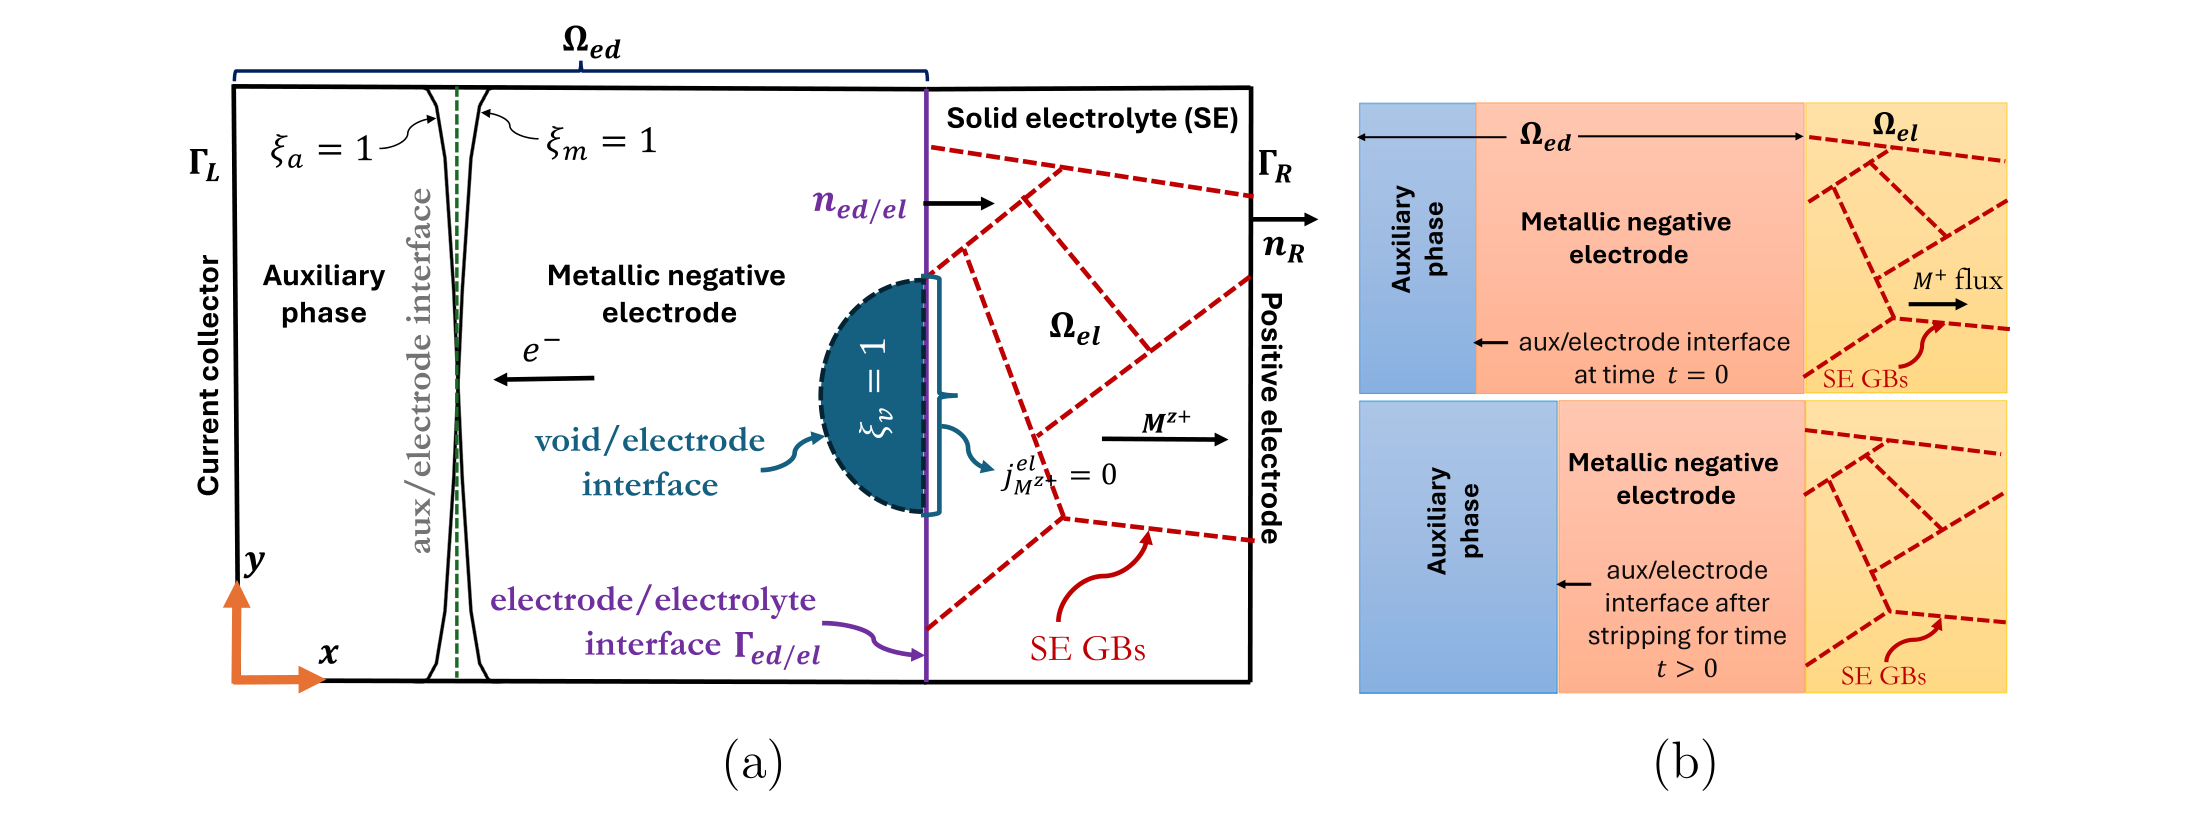 Ω_ed
Solid electrolyte (SE)
ξ_a = 1
ξ_m = 1
Γ_L
Γ_R
n_ed/el
n_R
Current collector
Auxiliary
phase
aux/electrode interface
Metallic negative
electrode
e⁻
ξ_v = 1
Ω_el
Positive electrode
void/electrode
interface
M^z+
j^el_M^z+ = 0
y
x
electrode/electrolyte
interface Γ_ed/el
SE GBs
(a)
Ω_ed
Ω_el
Auxiliary
phase
Metallic negative
electrode
M⁺ flux
aux/electrode interface
at time t = 0
SE GBs
Auxiliary
phase
Metallic negative
electrode
aux/electrode
interface after
stripping for time
t > 0
SE GBs
(b)